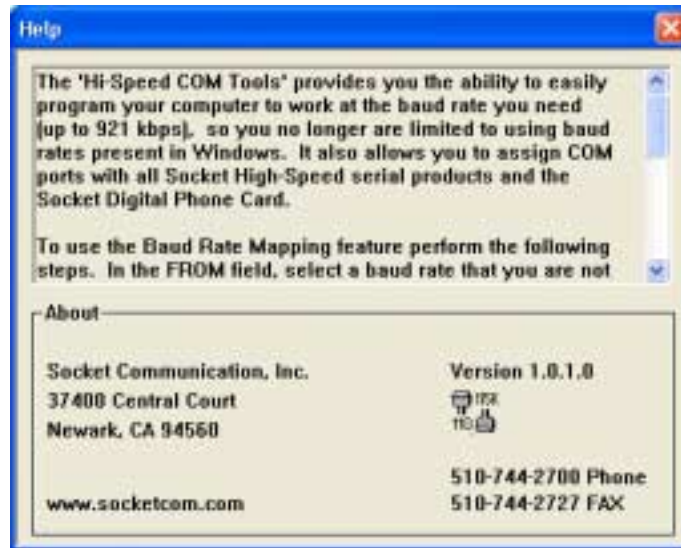 Help
The 'Hi-Speed COM Tools' provides you the ability to easily
program your computer to work at the baud rate you need
(up to 921 kbps),  so you no longer are limited to using baud
rates present in Windows.  It also allows you to assign COM
ports with all Socket High-Speed serial products and the
Socket Digital Phone Card.
To use the Baud Rate Mapping feature perform the following
steps.  In the FROM field, select a baud rate that you are not
About
Socket Communication, Inc.
Version 1.0.1.0
37400 Central Court
Newark, CA 94560
510-744-2700 Phone
www.socketcom.com
510-744-2727 FAX